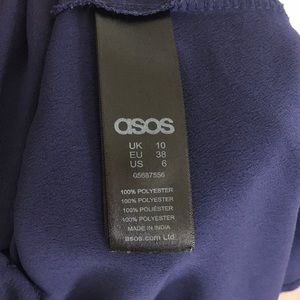 asos
UK 10
EU 38
US 6
05687556
100% POLYESTER
100% POLYESTER
100% POLIÉSTER
100% POLYESTER
MADE IN INDIA
asos.com Ltd